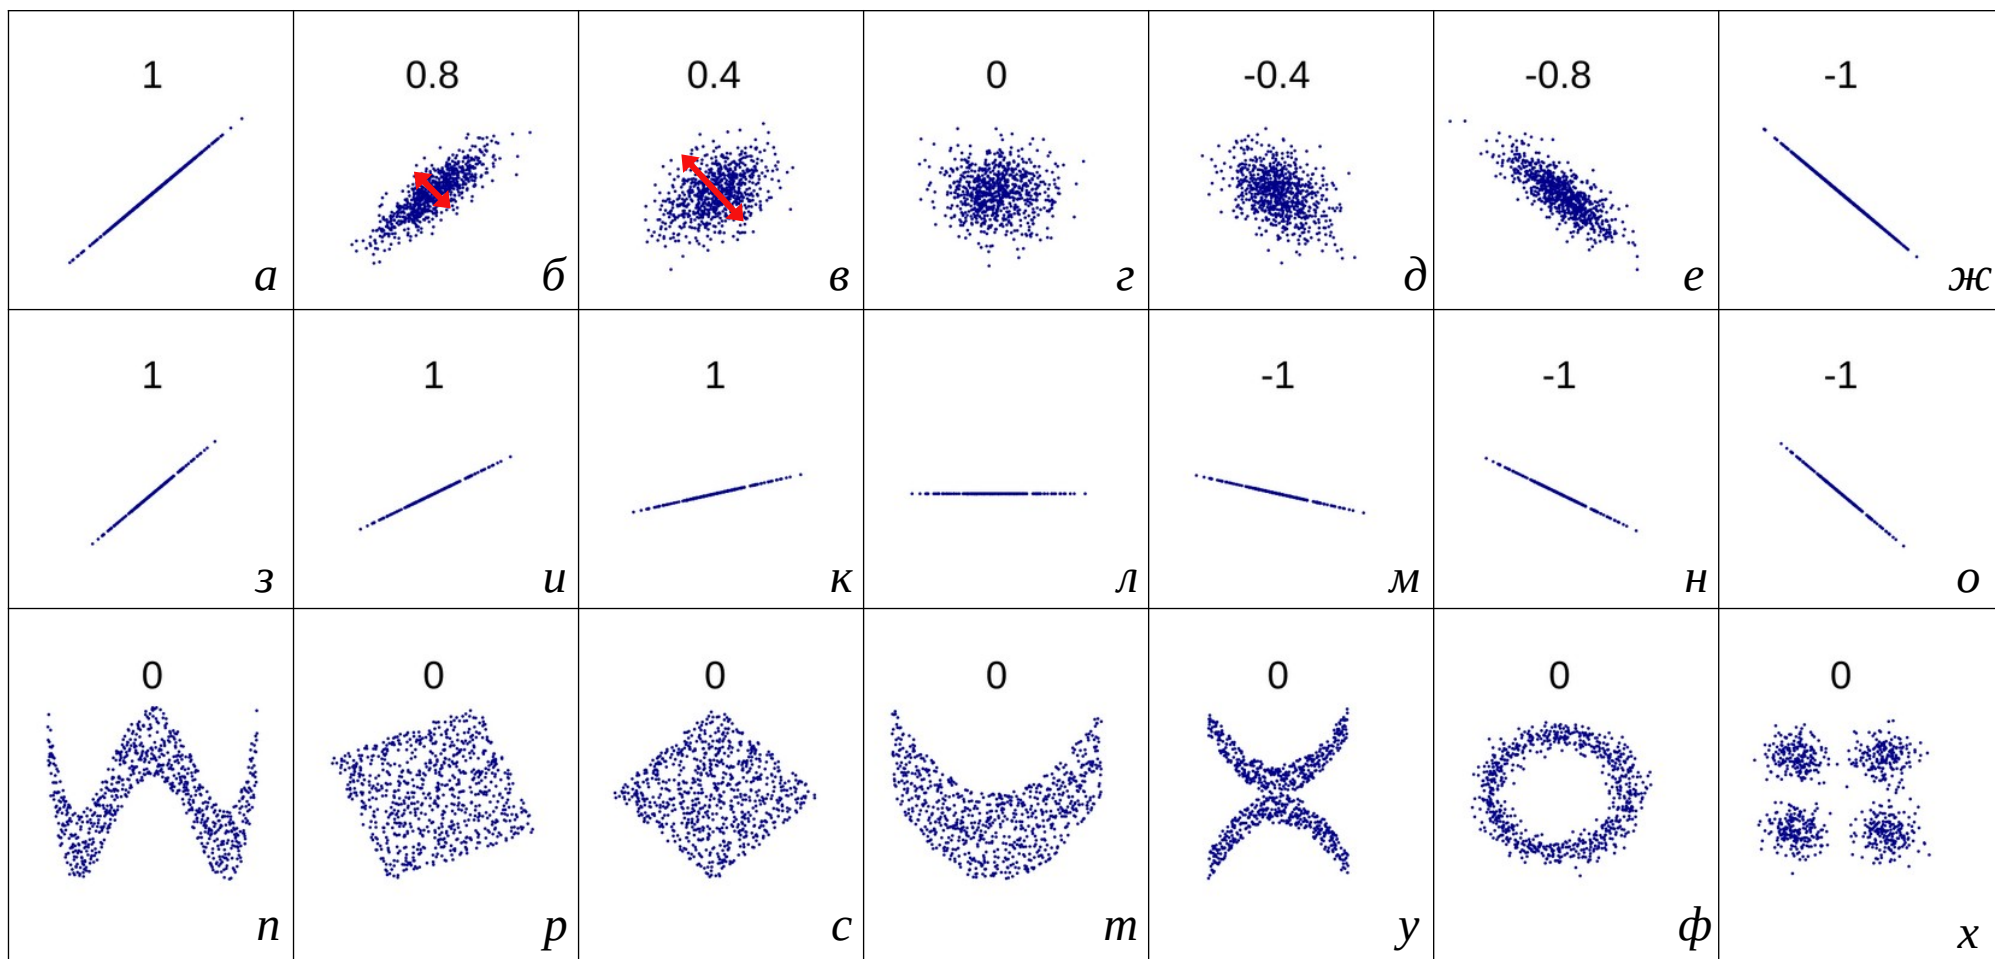 1 0.8 0.4 0 -0.4 -0.8 -1
а б в г д е ж
1 1 1 -1 -1 -1
з и к л м н о
0 0 0 0 0 0 0
п р с т у ф х